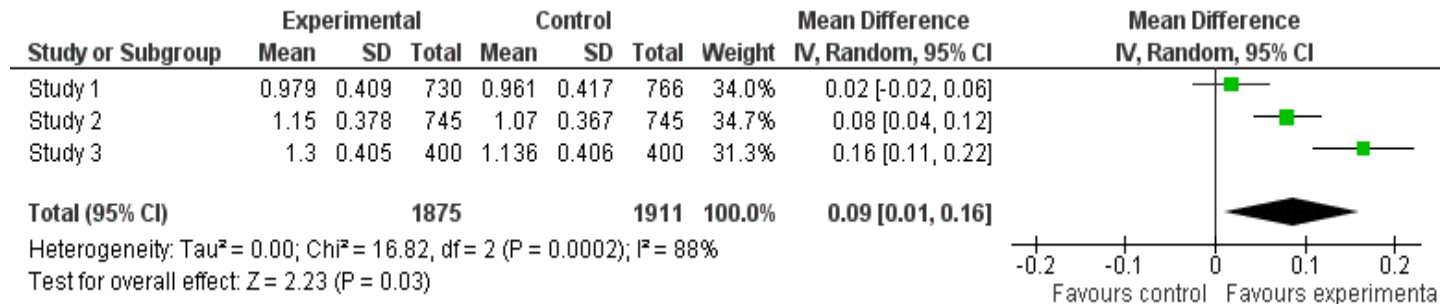 Experimental Control Mean Difference Mean Difference
Study or Subgroup Mean SD Total Mean SD Total Weight IV, Random, 95% CI IV, Random, 95% CI
Study 1 0.979 0.409 730 0.961 0.417 766 34.0% 0.02 [-0.02, 0.06]
Study 2 1.15 0.378 745 1.07 0.367 745 34.7% 0.08 [0.04, 0.12]
Study 3 1.3 0.405 400 1.136 0.406 400 31.3% 0.16 [0.11, 0.22]
Total (95% CI) 1875 1911 100.0% 0.09 [0.01, 0.16]
Heterogeneity: Tau² = 0.00; Chi² = 16.82, df = 2 (P = 0.0002); I² = 88%
Test for overall effect: Z = 2.23 (P = 0.03)
-0.2 -0.1 0 0.1 0.2
Favours control Favours experimenta